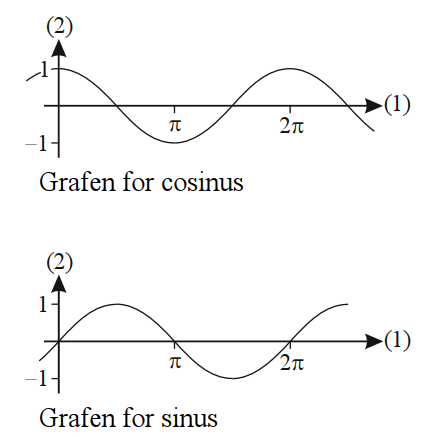 (2)
1
(1)
π
2π
–1
Grafen for cosinus
(2)
1
(1)
π
2π
–1
Grafen for sinus